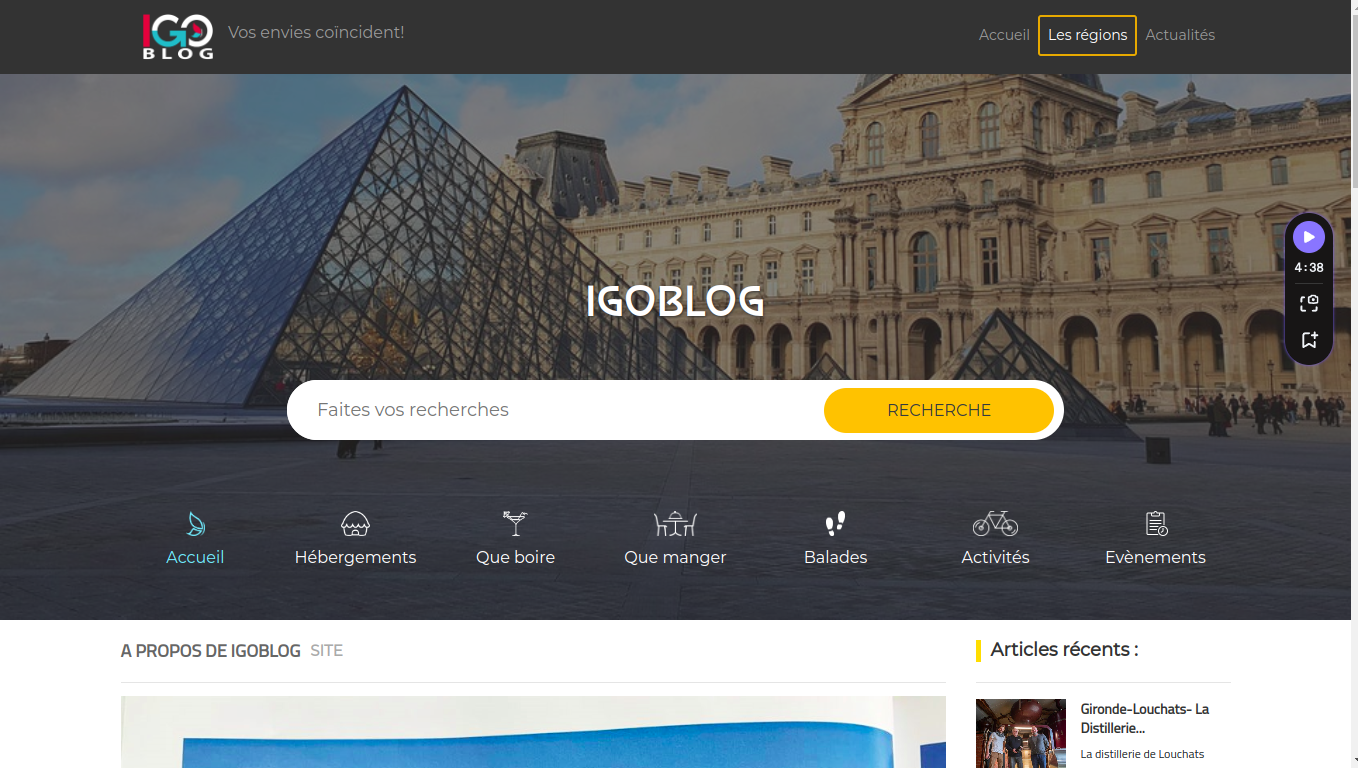 IGO
BLOG
Vos envies coïncident!
Accueil Les régions Actualités
4:38
IGOBLOG
Faites vos recherches RECHERCHE
Accueil Hébergements Que boire Que manger Balades Activités Evènements
A PROPOS DE IGOBLOG SITE
Articles récents :
Gironde-Louchats- La
Distillerie...
La distillerie de Louchats